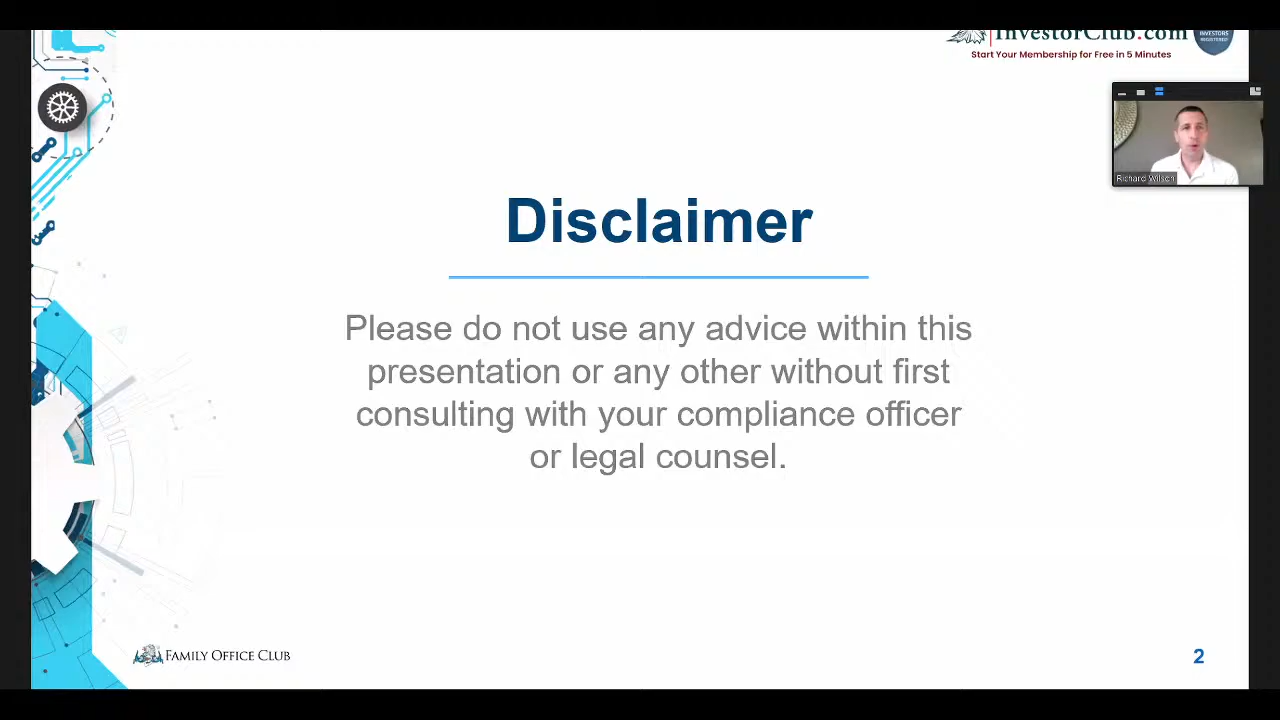 InvestorClub.com
Start Your Membership for Free in 5 Minutes
INVESTORS
REGISTERED
Richard Wilson
Disclaimer
Please do not use any advice within this
presentation or any other without first
consulting with your compliance officer
or legal counsel.
FAMILY OFFICE CLUB
2